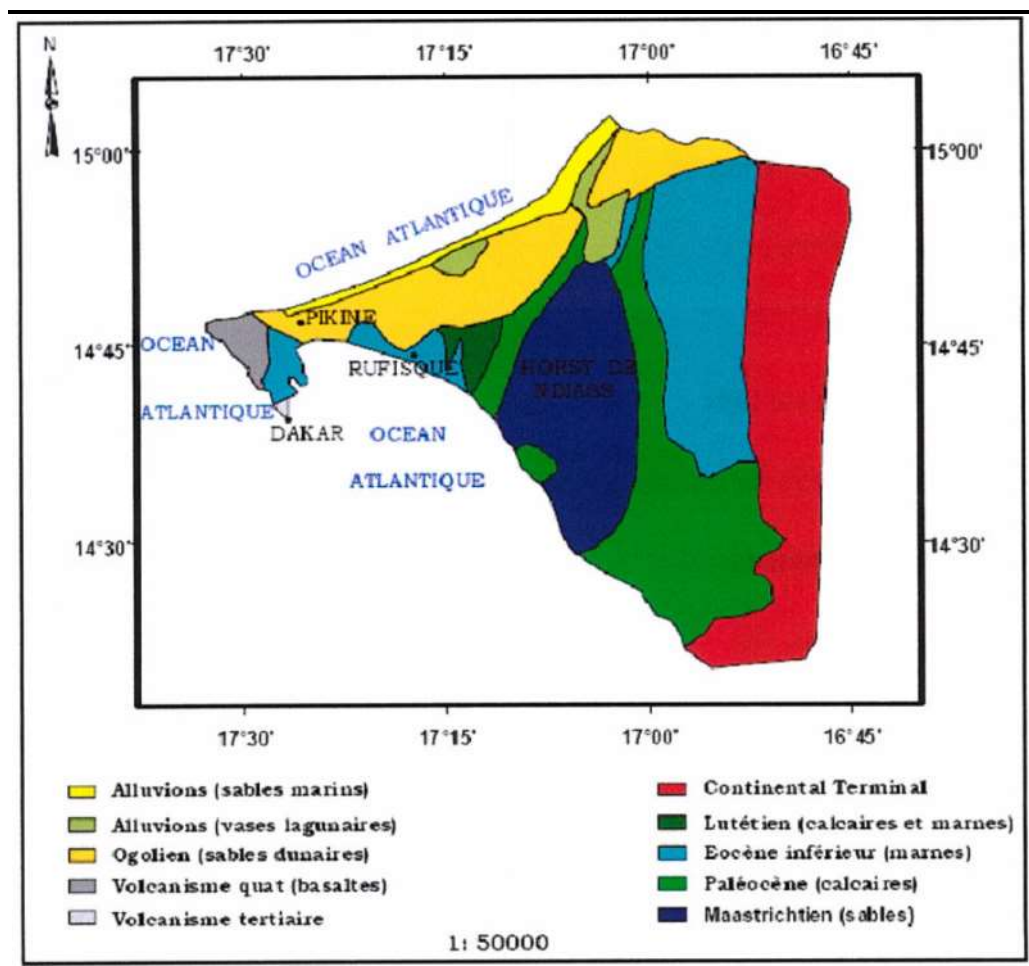 N
17°30' 17°15' 17°00' 16°45'
15°00' 15°00'
OCEAN ATLANTIQUE
PIKINE
OCEAN
14°45' 14°45'
RUFISQUE
HORST DE
NDIASS
ATLANTIQUE
DAKAR
OCEAN
ATLANTIQUE
14°30' 14°30'
17°30' 17°15' 17°00' 16°45'
Alluvions (sables marins)
Alluvions (vases lagunaires)
Ogolien (sables dunaires)
Volcanisme quat (basaltes)
Volcanisme tertiaire
Continental Terminal
Lutétien (calcaires et marnes)
Eocène inférieur (marnes)
Paléocène (calcaires)
Maastrichtien (sables)
1: 50000